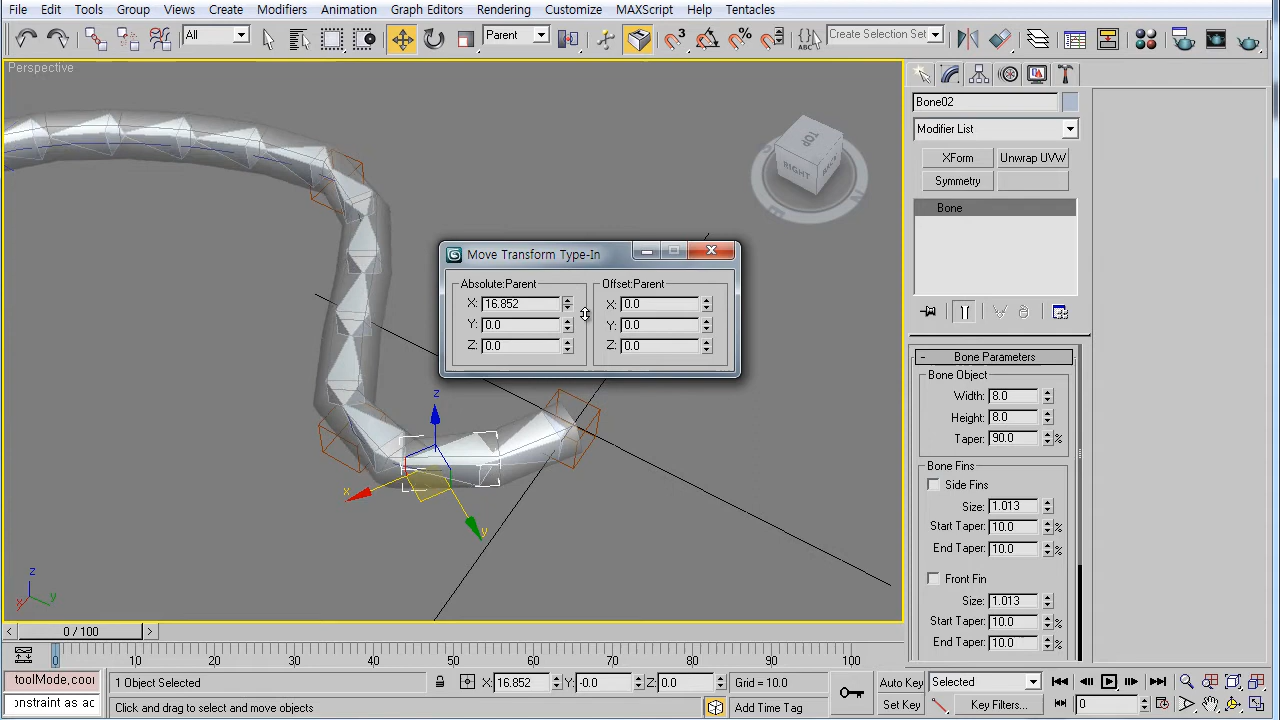 File Edit Tools Group Views Create Modifiers Animation Graph Editors Rendering Customize MAXScript Help Tentacles
All Parent 3 % Create Selection Set
Perspective
Bone02
Modifier List
XForm Unwrap UVW
Symmetry
Bone
TOP
RIGHT
BACK
Move Transform Type-In
Absolute:Parent Offset:Parent
X: 16.852 X: 0.0
Y: 0.0 Y: 0.0
Z: 0.0 Z: 0.0
z
x
y
z
x
y
Bone Parameters
Bone Object
Width: 8.0
Height: 8.0
Taper: 90.0 %
Bone Fins
Side Fins
Size: 1.013
Start Taper: 10.0 %
End Taper: 10.0 %
Front Fin
Size: 1.013
Start Taper: 10.0 %
End Taper: 10.0 %
< 0 / 100 >
0 10 20 30 40 50 60 70 80 90 100
toolMode.coor 1 Object Selected X: 16.852 Y: -0.0 Z: 0.0 Grid = 10.0 Auto Key Selected
onstraint as ac Click and drag to select and move objects Add Time Tag Set Key Key Filters... 0